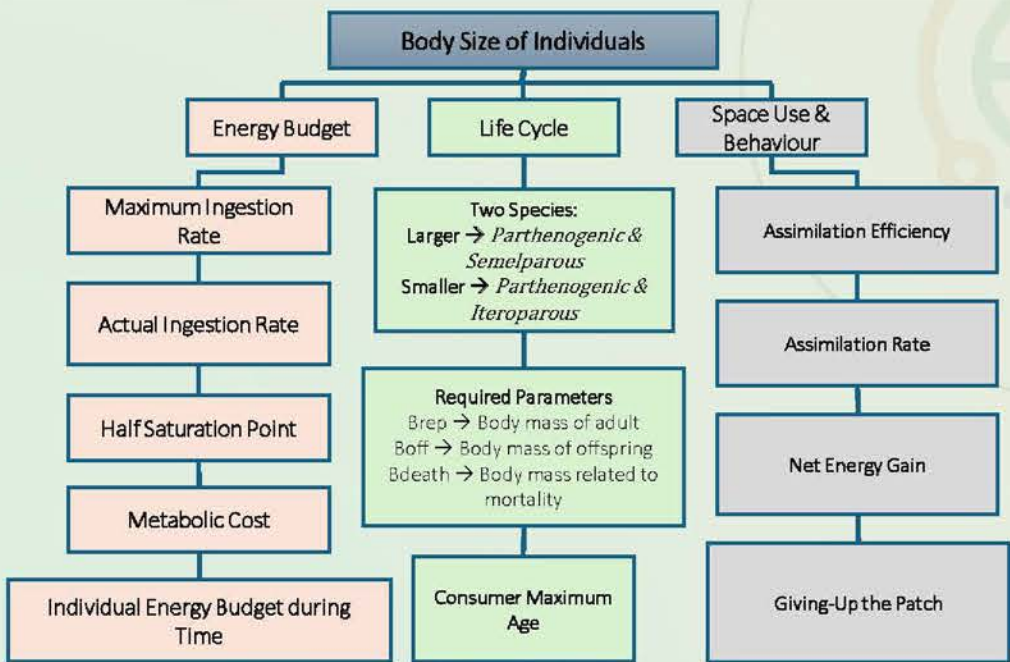 Body Size of Individuals
Energy Budget
Maximum Ingestion
Rate
Actual Ingestion Rate
Half Saturation Point
Metabolic Cost
Individual Energy Budget during
Time
Life Cycle
Two Species:
Larger → Parthenogenic &
Semelparous
Smaller → Parthenogenic &
Iteroparous
Required Parameters
Brep → Body mass of adult
Boff → Body mass of offspring
Bdeath → Body mass related to
mortality
Consumer Maximum
Age
Space Use &
Behaviour
Assimilation Efficiency
Assimilation Rate
Net Energy Gain
Giving-Up the Patch